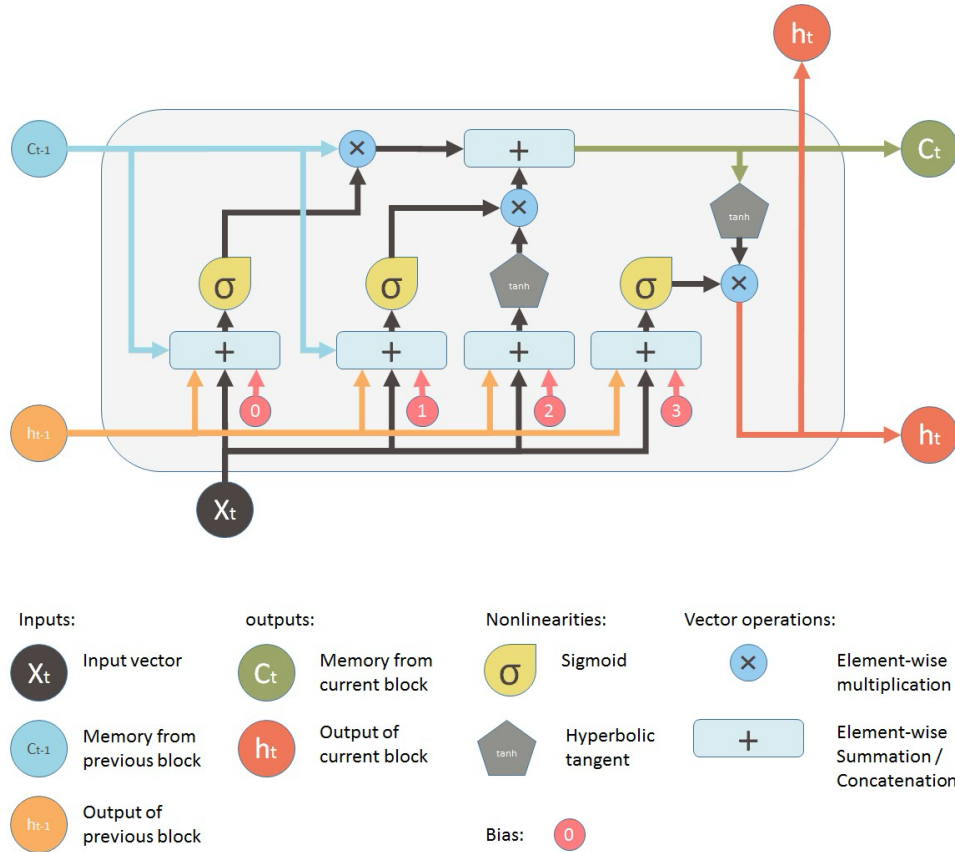 ht
Ct-1
×
+
Ct
tanh
×
σ
σ
tanh
σ
×
+
+
+
+
0
1
2
3
ht-1
ht
Xt
Inputs:
outputs:
Nonlinearities:
Vector operations:
Xt
Input vector
Ct
Memory from
current block
σ
Sigmoid
×
Element-wise
multiplication
Ct-1
Memory from
previous block
ht
Output of
current block
tanh
Hyperbolic
tangent
+
Element-wise
Summation /
Concatenation
ht-1
Output of
previous block
Bias:
0